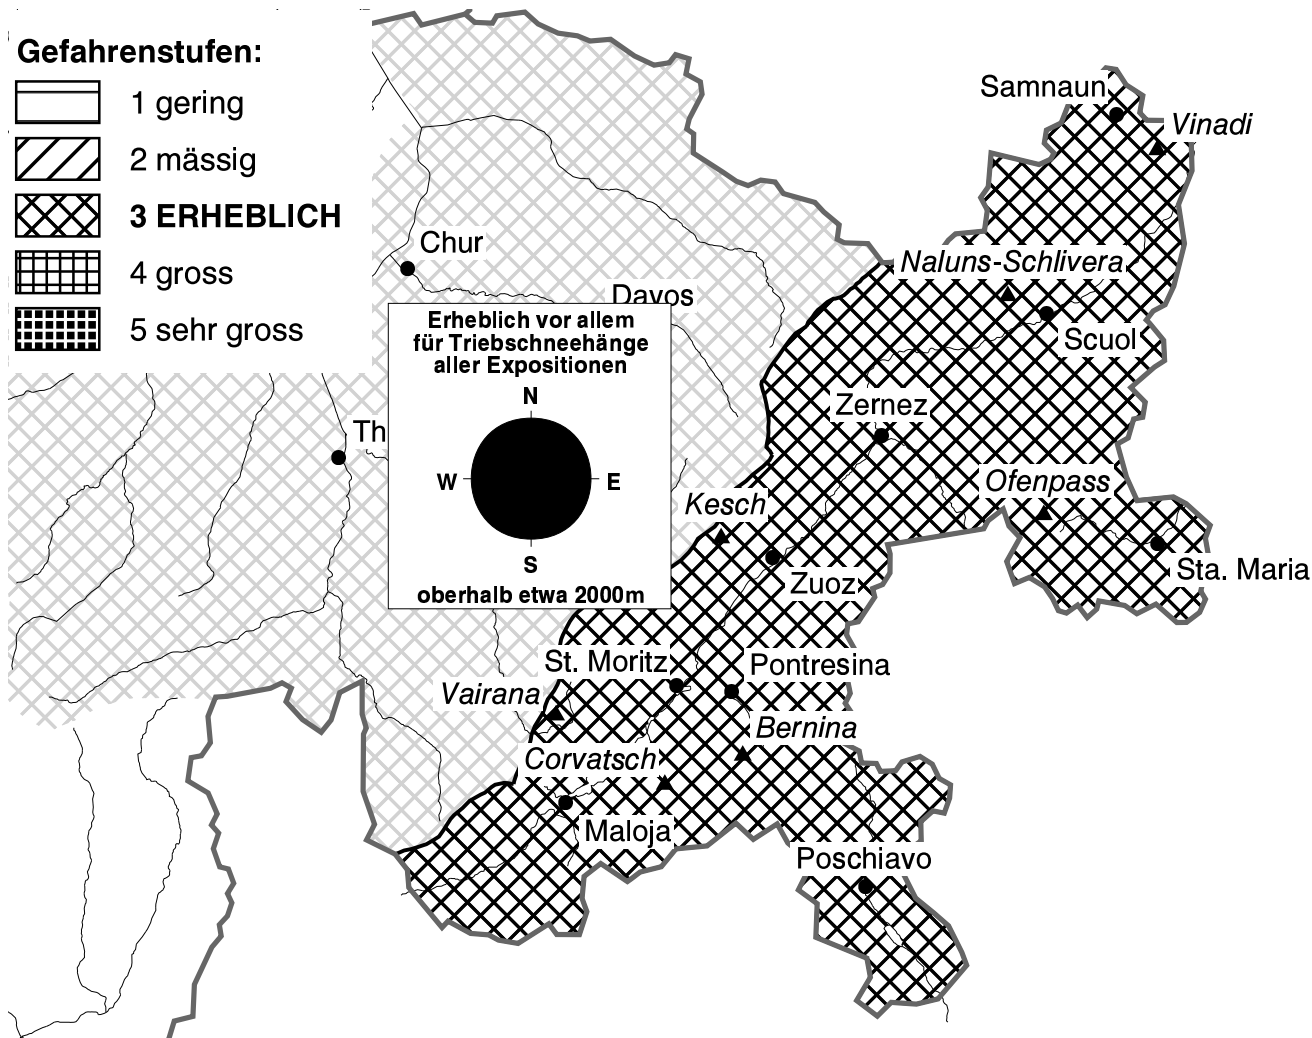 Gefahrenstufen:
1 gering
2 mässig
3 ERHEBLICH
4 gross
5 sehr gross
Samnaun
Vinadi
Chur
Naluns-Schlivera
Davos
Scuol
Erheblich vor allem
für Triebschneehänge
aller Expositionen
N
W
E
S
oberhalb etwa 2000m
Zernez
Th
Ofenpass
Kesch
Zuoz
Sta. Maria
St. Moritz
Pontresina
Vairana
Bernina
Corvatsch
Maloja
Poschiavo